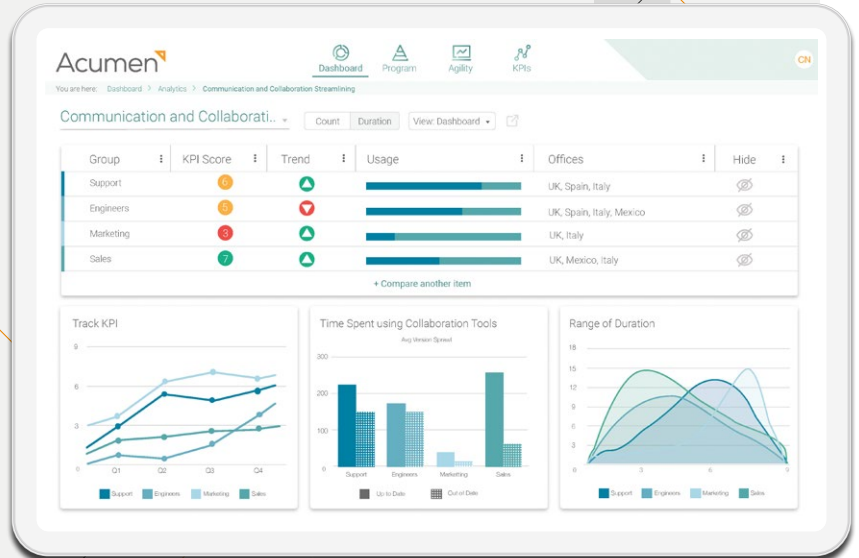 Acumen
Dashboard Program Agility KPIs
CN
You are here: Dashboard > Analytics > Communication and Collaboration Streamlining
Communication and Collaborati..
Count Duration View: Dashboard
Group KPI Score Trend Usage Offices Hide
Support 6 UK, Spain, Italy
Engineers 5 UK, Spain, Italy, Mexico
Marketing 3 UK, Italy
Sales 7 UK, Mexico, Italy
+ Compare another item
Track KPI
9
6
3
0
Q1 Q2 Q3 Q4
Support Engineers Marketing Sales
Time Spent using Collaboration Tools
Avg Version Spread
300
200
100
0
Support Engineers Marketing Sales
Up to Date Out of Date
Range of Duration
18
15
12
9
6
3
0 3 6 9
Support Engineers Marketing Sales